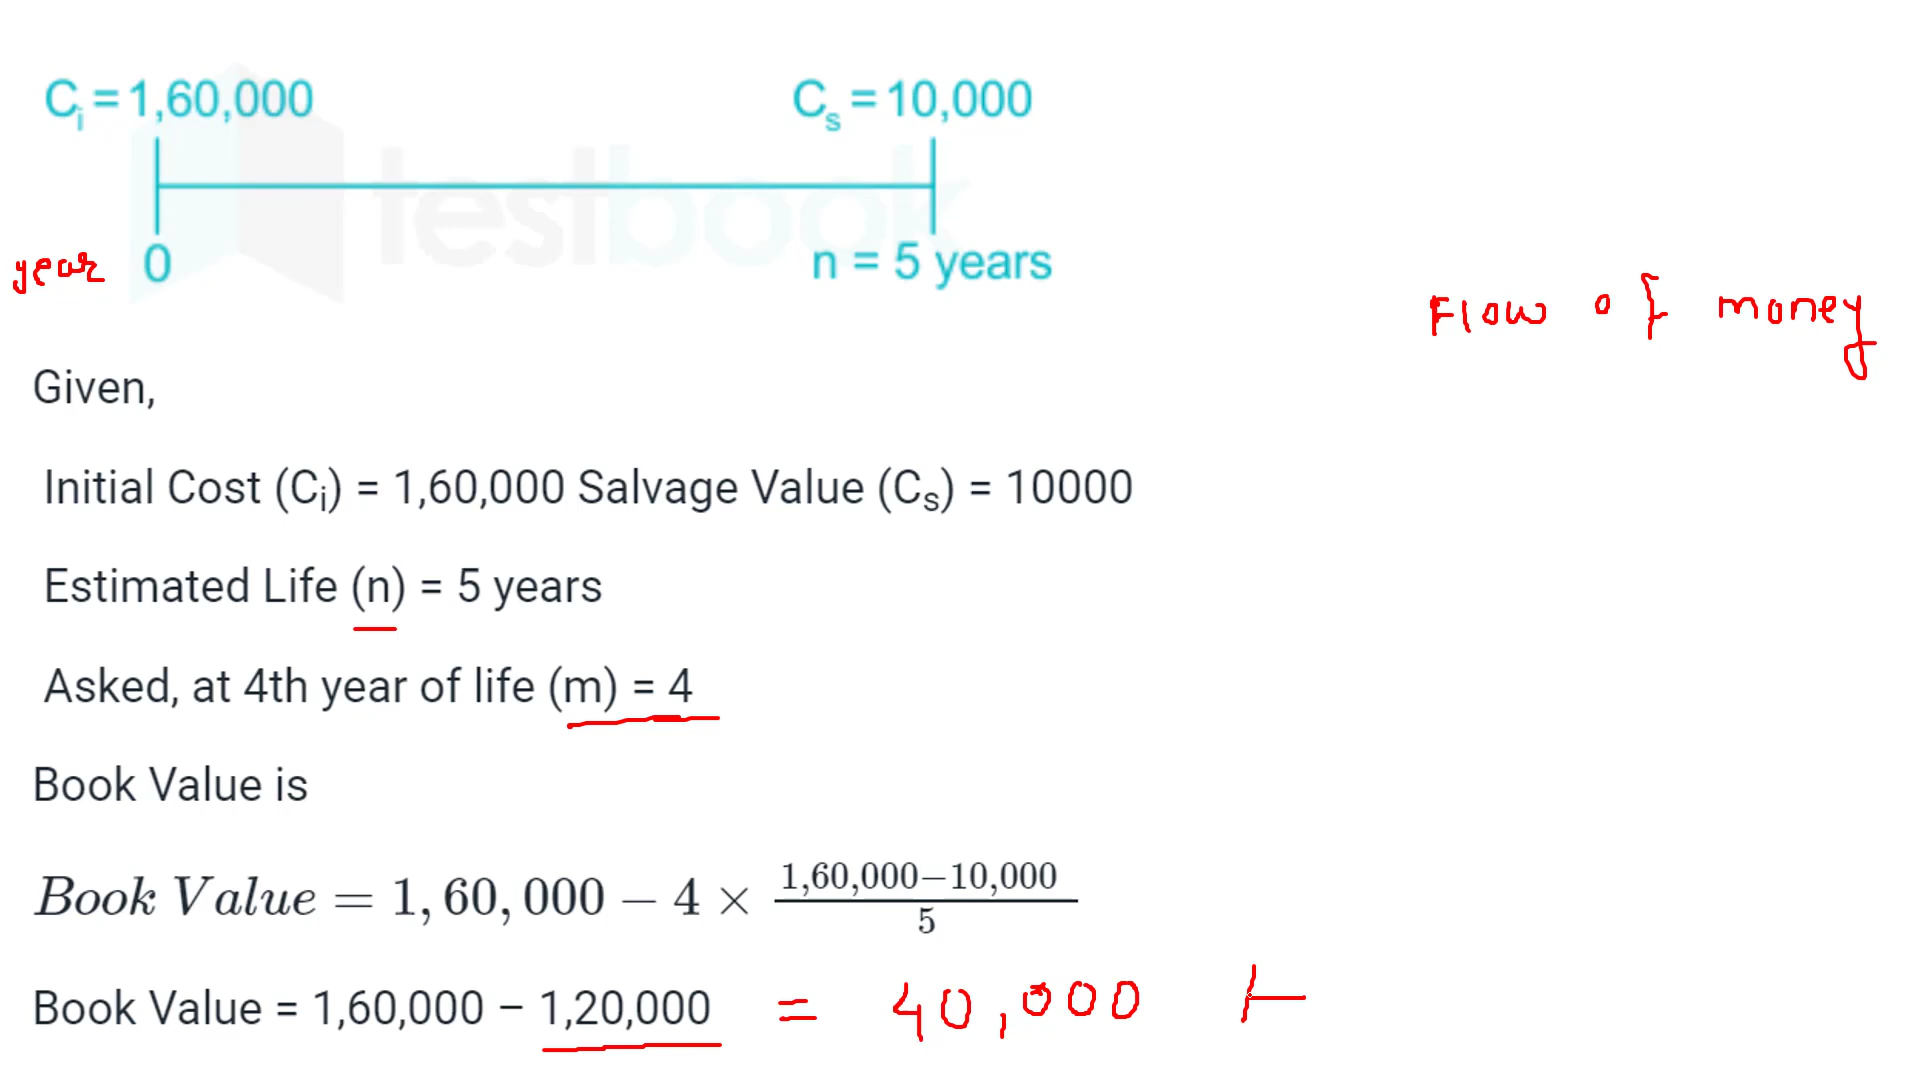 Cᵢ = 1,60,000 Cₛ = 10,000
testbook
year 0 n = 5 years
Flow of money
Given,
Initial Cost (Cᵢ) = 1,60,000 Salvage Value (Cₛ) = 10000
Estimated Life (n) = 5 years
Asked, at 4th year of life (m) = 4
Book Value is
Book Value = 1,60,000 − 4 × (1,60,000−10,000)/5
Book Value = 1,60,000 − 1,20,000 = 40,000